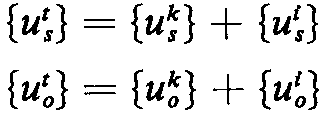 {u_s^t} = {u_s^k} + {u_s^i}
{u_o^t} = {u_o^k} + {u_o^i}